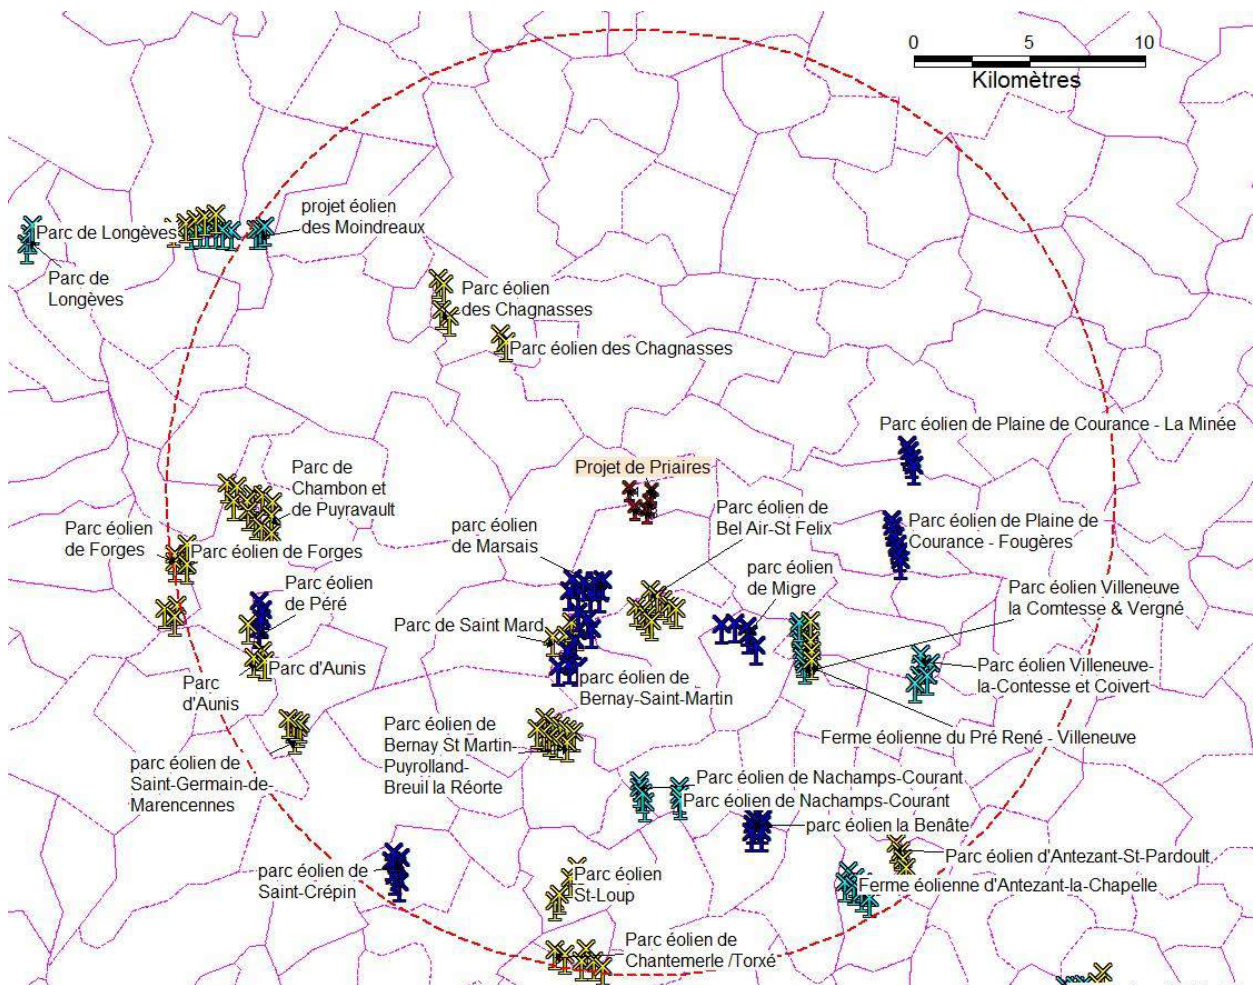 0 5 10
Kilomètres
projet éolien
des Moindreaux
Parc de Longèves
Parc de
Longèves
Parc éolien
des Chagnasses
Parc éolien des Chagnasses
Parc éolien de Plaine de Courance - La Minée
Projet de Priaires
Parc de
Chambon et
de Puyravault
Parc éolien de
Bel Air-St Felix
parc éolien
de Marsais
Parc éolien de Plaine de
Courance - Fougères
Parc éolien
de Forges
Parc éolien de Forges
parc éolien
de Migre
Parc éolien
de Péré
Parc éolien Villeneuve
la Comtesse & Vergné
Parc de Saint Mard
Parc d'Aunis
Parc
d'Aunis
parc éolien de
Bernay-Saint-Martin
Parc éolien Villeneuve-
la-Contesse et Coivert
Parc éolien de
Bernay St Martin-
Puyrolland-
Breuil la Réorte
Ferme éolienne du Pré René - Villeneuve
parc éolien de
Saint-Germain-de-
Marencennes
Parc éolien de Nachamps-Courant
Parc éolien de Nachamps-Courant
parc éolien la Benâte
Parc éolien d'Antezant-St-Pardoult
parc éolien de
Saint-Crépin
Parc éolien
St-Loup
Ferme éolienne d'Antezant-la-Chapelle
Parc éolien de
Chantemerle /Torxé